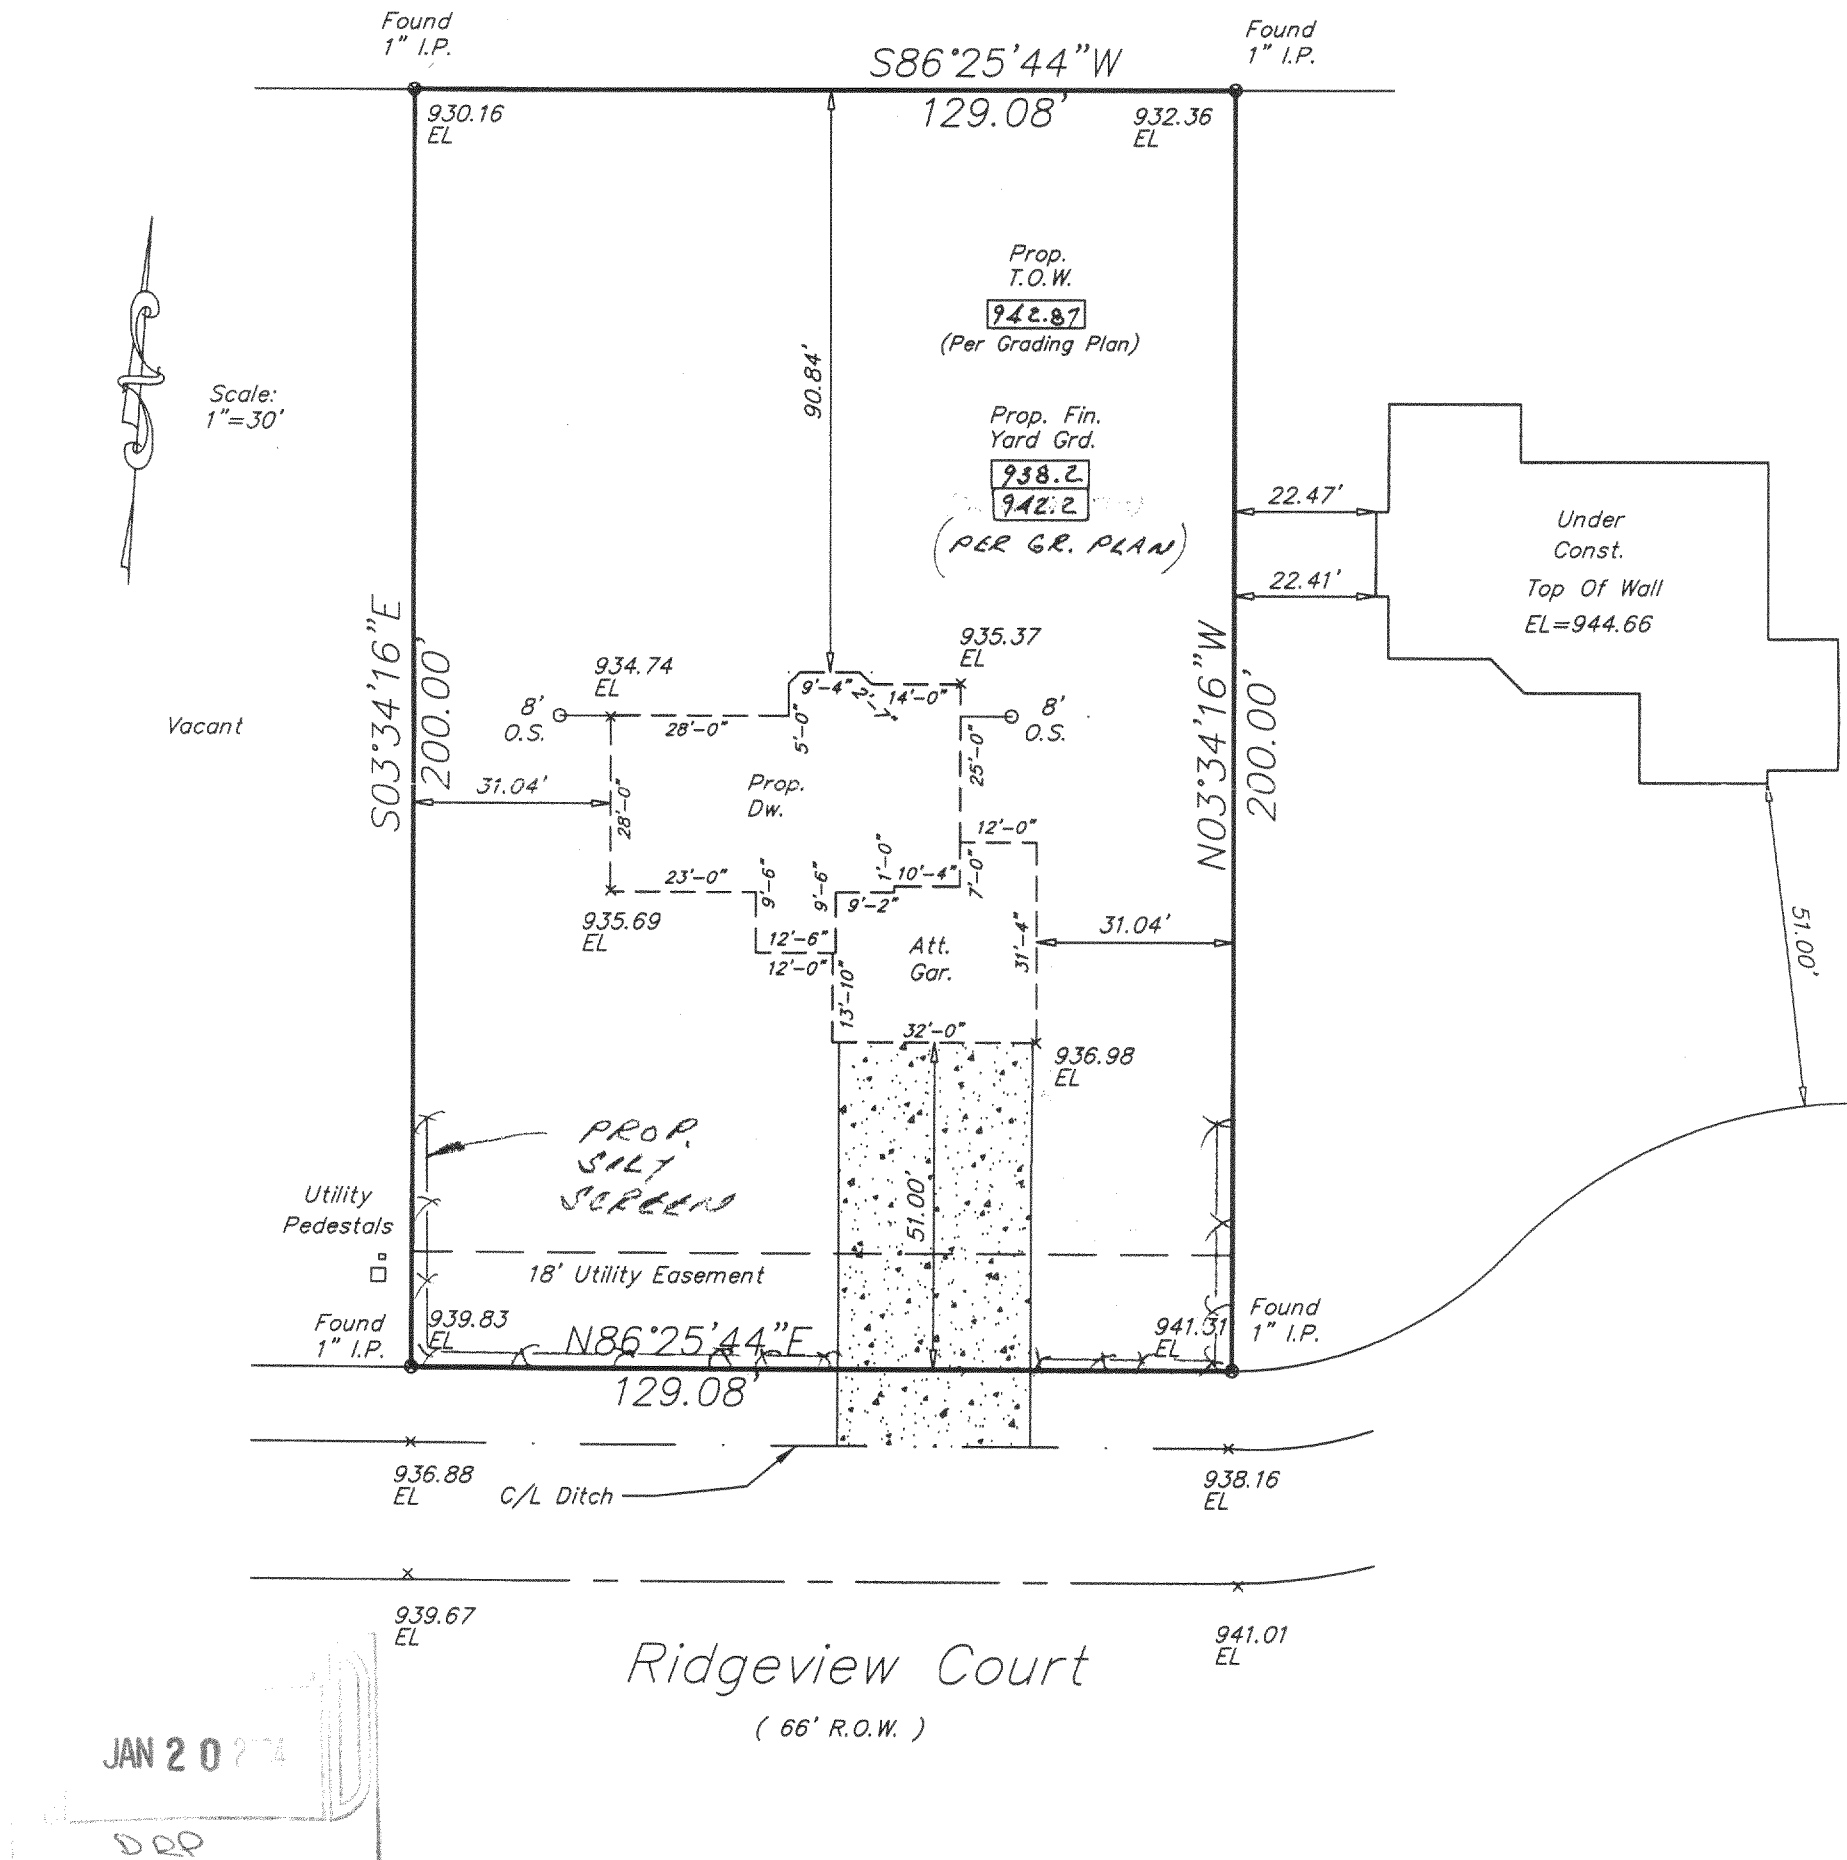 Found
1" I.P.
Found
1" I.P.
S86°25'44"W
129.08'
930.16
EL
932.36
EL
Prop.
T.O.W.
942.87
(Per Grading Plan)
90.84'
Scale:
1"=30'
Prop. Fin.
Yard Grd.
938.2
942.2
(PER GR. PLAN)
22.47'
22.41'
Under
Const.
Top Of Wall
EL=944.66
S03°34'16"E
200.00'
N03°34'16"W
200.00'
934.74
EL
935.37
EL
9'-4"
14'-0"
8'
O.S.
8'
O.S.
28'-0"
5'-0"
25'-0"
Vacant
31.04'
28'-0"
Prop.
Dw.
12'-0"
1'-0"
7'-0"
23'-0"
9'-6"
9'-6"
10'-4"
9'-2"
935.69
EL
12'-6"
12'-0"
Att.
Gar.
31'-4"
31.04'
51.00'
13'-10"
32'-0"
936.98
EL
PROP.
SILT
SCREEN
51.00'
Utility
Pedestals
18' Utility Easement
Found
1" I.P.
939.83
EL
N86°25'44"E
129.08'
941.31
EL
Found
1" I.P.
936.88
EL
C/L Ditch
938.16
EL
939.67
EL
941.01
EL
Ridgeview Court
( 66' R.O.W. )
JAN 20